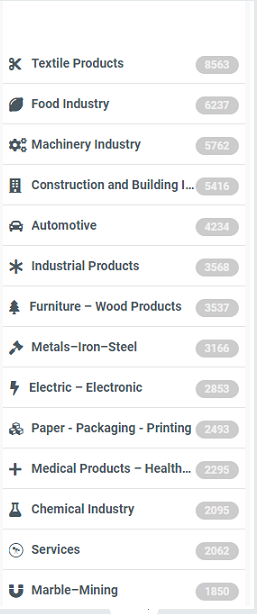 Textile Products 8563
Food Industry 6237
Machinery Industry 5762
Construction and Building I... 5416
Automotive 4234
Industrial Products 3568
Furniture – Wood Products 3537
Metals–Iron–Steel 3166
Electric – Electronic 2853
Paper - Packaging - Printing 2493
Medical Products – Health... 2295
Chemical Industry 2095
Services 2062
Marble–Mining 1850